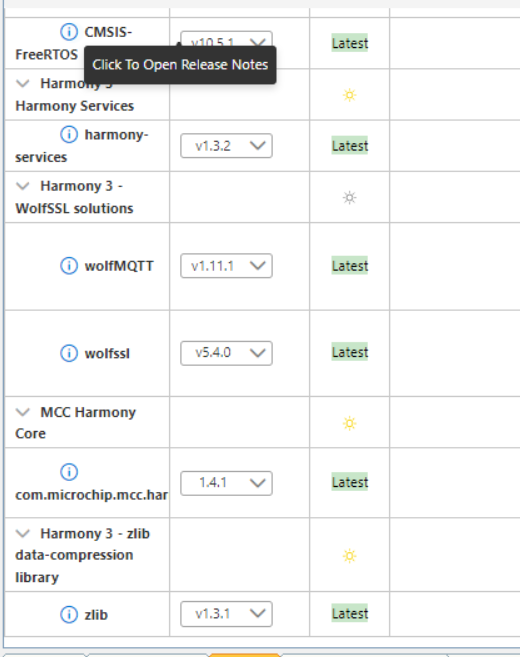 CMSIS-
FreeRTOS
v10.5.1
Latest
Click To Open Release Notes
Harmony 3
Harmony Services
harmony-
services
v1.3.2
Latest
Harmony 3 -
WolfSSL solutions
wolfMQTT
v1.11.1
Latest
wolfssl
v5.4.0
Latest
MCC Harmony
Core
com.microchip.mcc.har
1.4.1
Latest
Harmony 3 - zlib
data-compression
library
zlib
v1.3.1
Latest